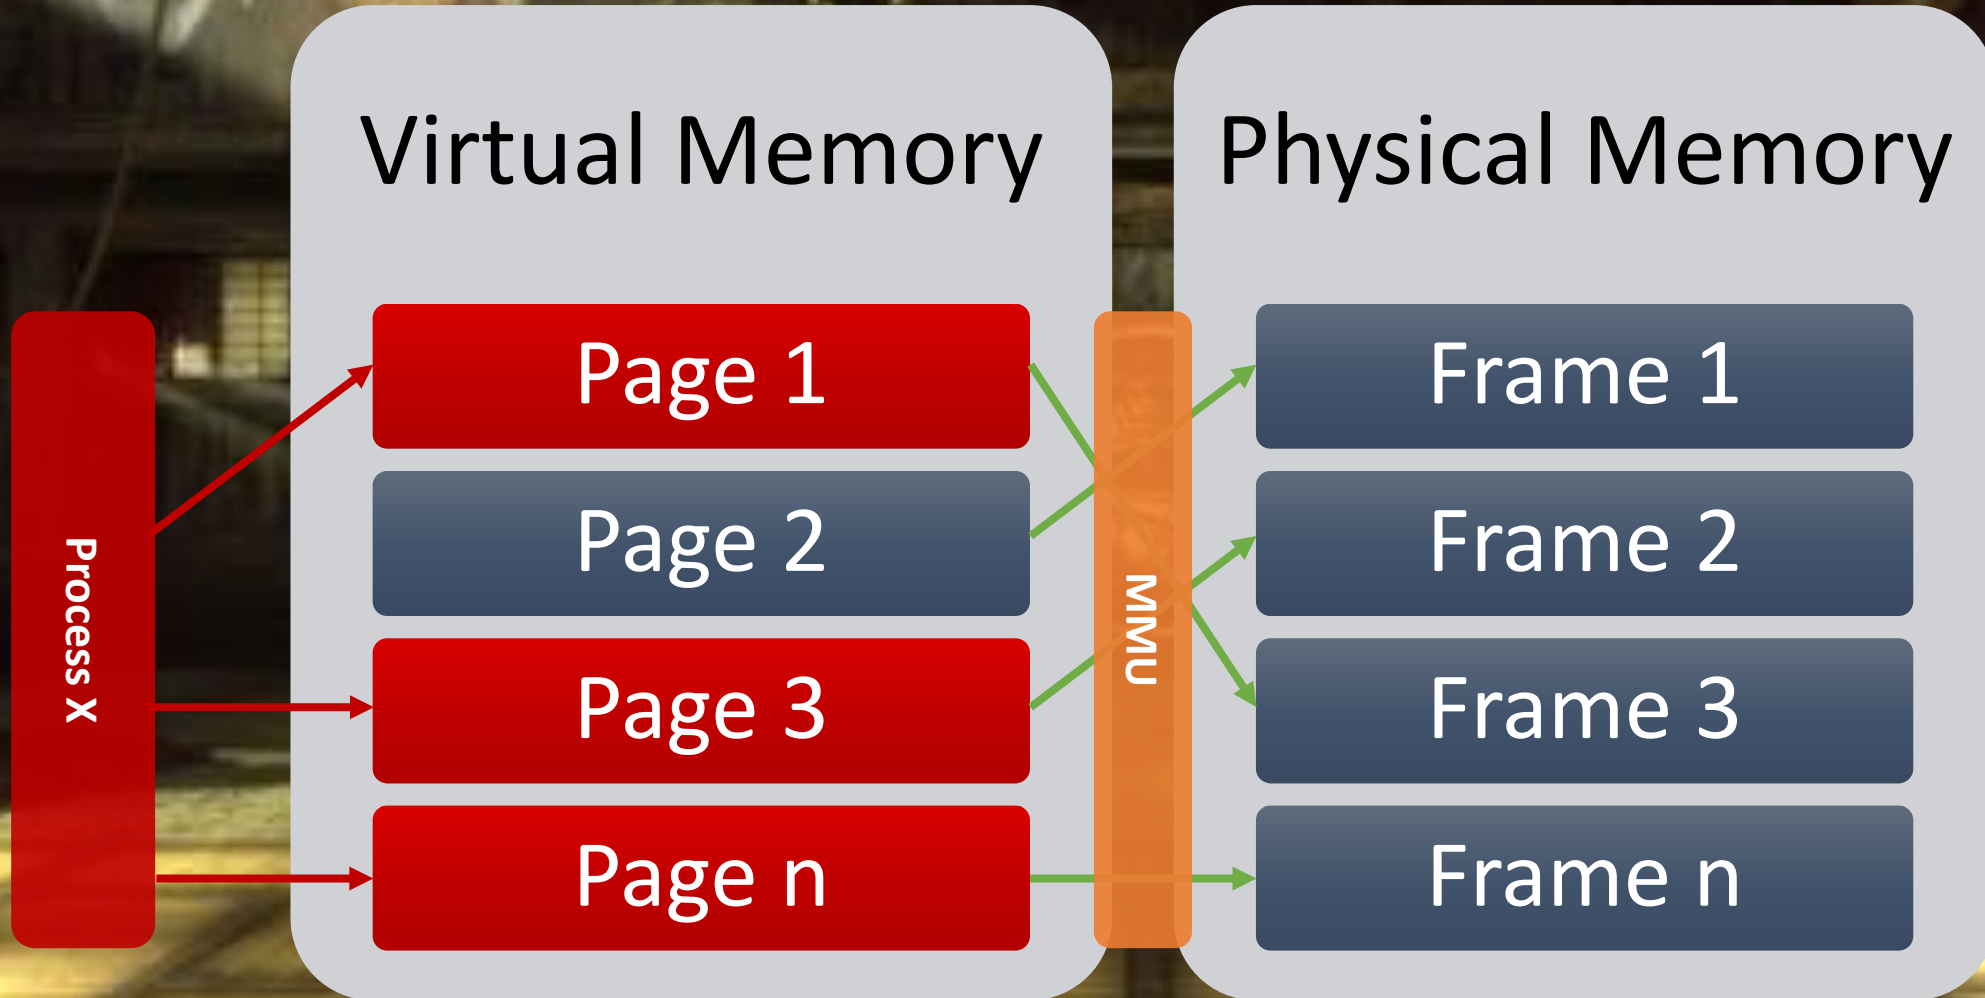 Virtual Memory
Physical Memory
Process X
Page 1
Page 2
Page 3
Page n
MMU
Frame 1
Frame 2
Frame 3
Frame n